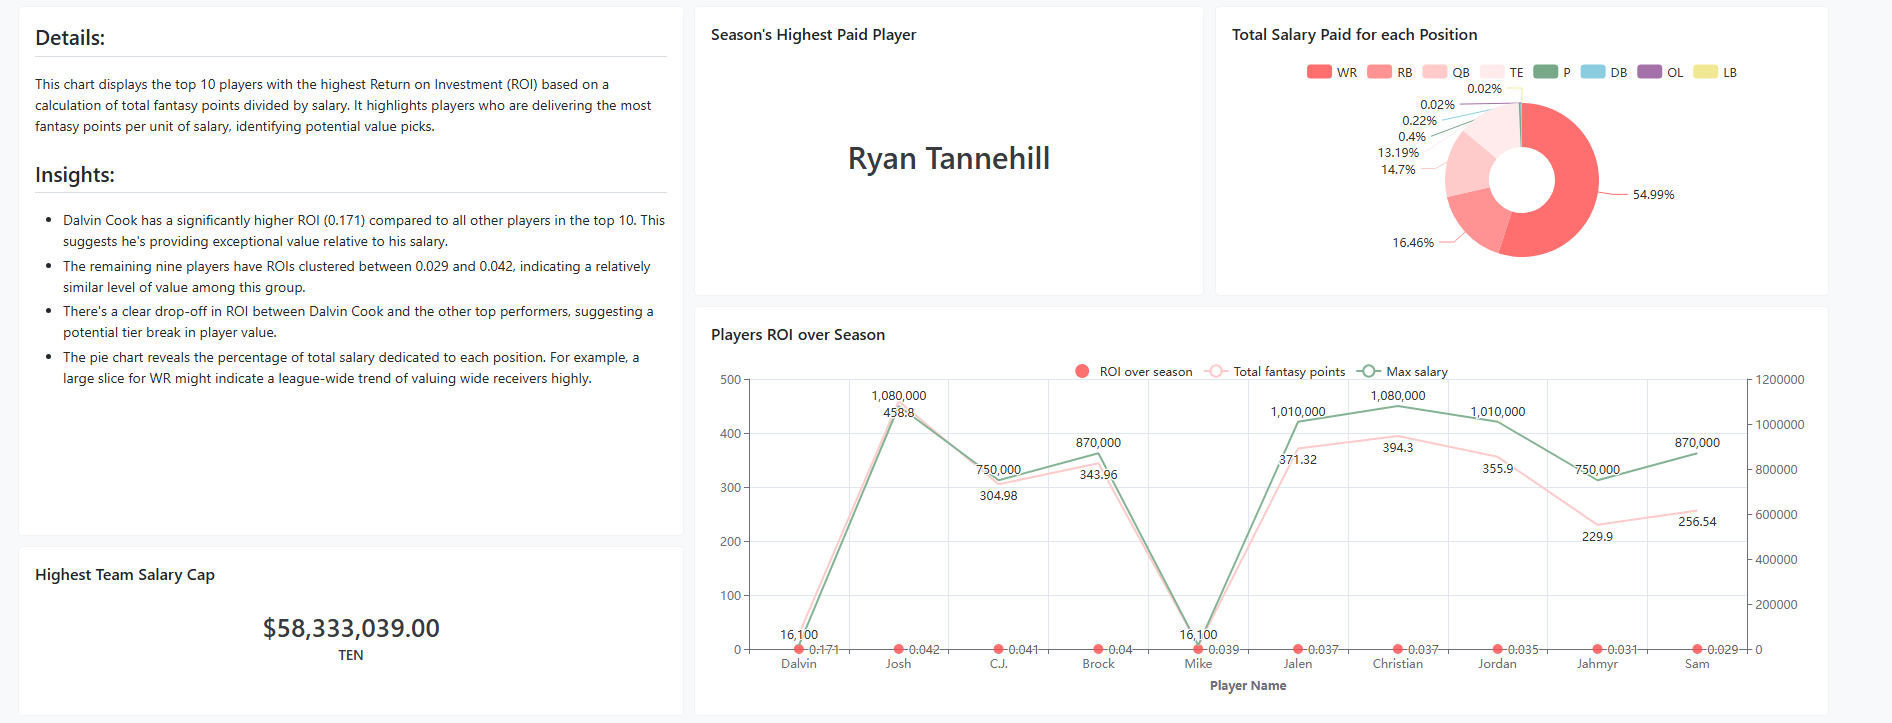 Details:
This chart displays the top 10 players with the highest Return on Investment (ROI) based on a
calculation of total fantasy points divided by salary. It highlights players who are delivering the most
fantasy points per unit of salary, identifying potential value picks.
Insights:
Dalvin Cook has a significantly higher ROI (0.171) compared to all other players in the top 10. This
suggests he's providing exceptional value relative to his salary.
The remaining nine players have ROIs clustered between 0.029 and 0.042, indicating a relatively
similar level of value among this group.
There's a clear drop-off in ROI between Dalvin Cook and the other top performers, suggesting a
potential tier break in player value.
The pie chart reveals the percentage of total salary dedicated to each position. For example, a
large slice for WR might indicate a league-wide trend of valuing wide receivers highly.
Highest Team Salary Cap
$58,333,039.00
TEN
Season's Highest Paid Player
Ryan Tannehill
Total Salary Paid for each Position
WR RB QB TE P DB OL LB
0.02%
0.02%
0.22%
0.4%
13.19%
14.7%
54.99%
16.46%
Players ROI over Season
ROI over season Total fantasy points Max salary
500 1200000
1,080,000 1,080,000
458.8 1,010,000 1,010,000
400 1000000
870,000 870,000
371.32 394.3 355.9
750,000 343.96 750,000
800000
304.98
300
256.54
600000
229.9
200
400000
100
200000
16,100 16,100
0 0.171 0.042 0.041 0.04 0.039 0.037 0.037 0.035 0.031 0.029 0
Dalvin Josh C.J. Brock Mike Jalen Christian Jordan Jahmyr Sam
Player Name